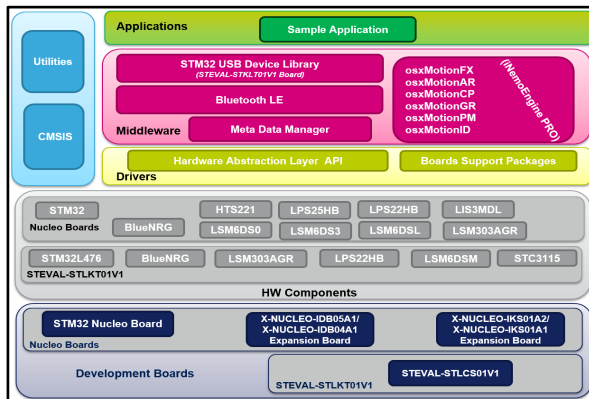 Applications
Sample Application
Utilities
CMSIS
STM32 USB Device Library
(STEVAL-STKLT01V1 Board)
Bluetooth LE
Meta Data Manager
Middleware
osxMotionFX
osxMotionAR
osxMotionCP
osxMotionGR
osxMotionPM
osxMotionID
(iNemoEngine PRO)
Hardware Abstraction Layer API
Boards Support Packages
Drivers
STM32
HTS221
LPS25HB
LPS22HB
LIS3MDL
Nucleo Boards
BlueNRG
LSM6DS0
LSM6DS3
LSM6DSL
LSM303AGR
STM32L476
BlueNRG
LSM303AGR
LPS22HB
LSM6DSM
STC3115
STEVAL-STLKT01V1
HW Components
STM32 Nucleo Board
X-NUCLEO-IDB05A1/
X-NUCLEO-IDB04A1
Expansion Board
X-NUCLEO-IKS01A2/
X-NUCLEO-IKS01A1
Expansion Board
Nucleo Boards
Development Boards
STEVAL-STLCS01V1
STEVAL-STLKT01V1